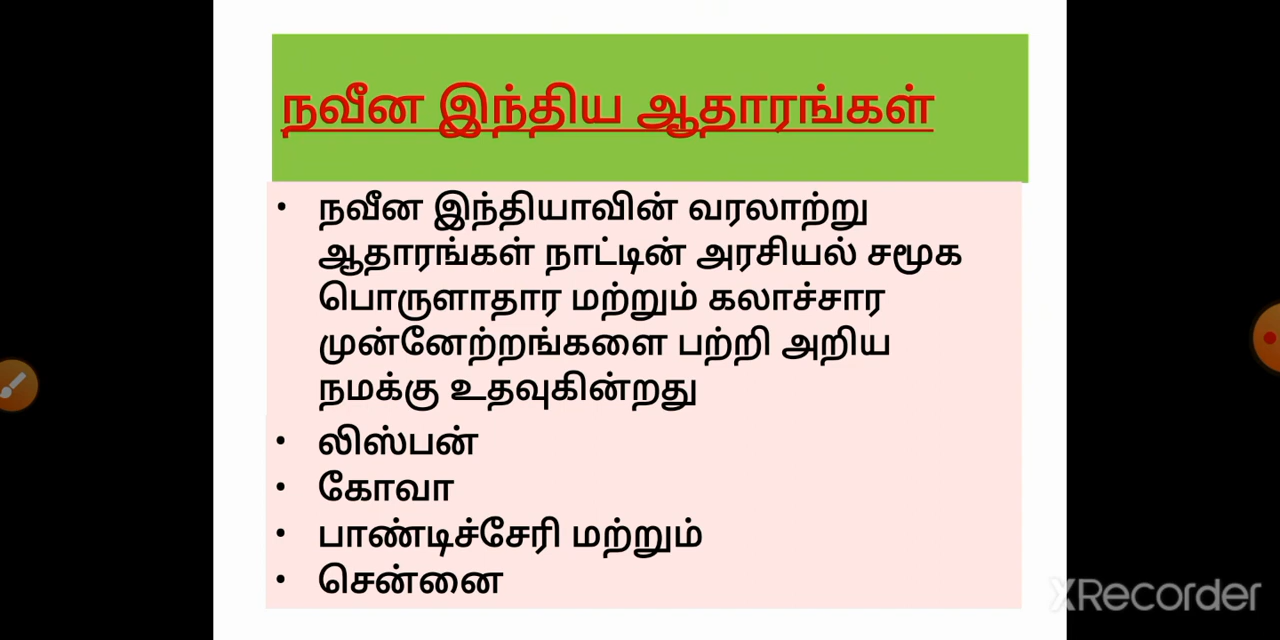 நவீன இந்திய ஆதாரங்கள்
• நவீன இந்தியாவின் வரலாற்று
ஆதாரங்கள் நாட்டின் அரசியல் சமூக
பொருளாதார மற்றும் கலாச்சார
முன்னேற்றங்களை பற்றி அறிய
நமக்கு உதவுகின்றது
• லிஸ்பன்
• கோவா
• பாண்டிச்சேரி மற்றும்
• சென்னை
XRecorder